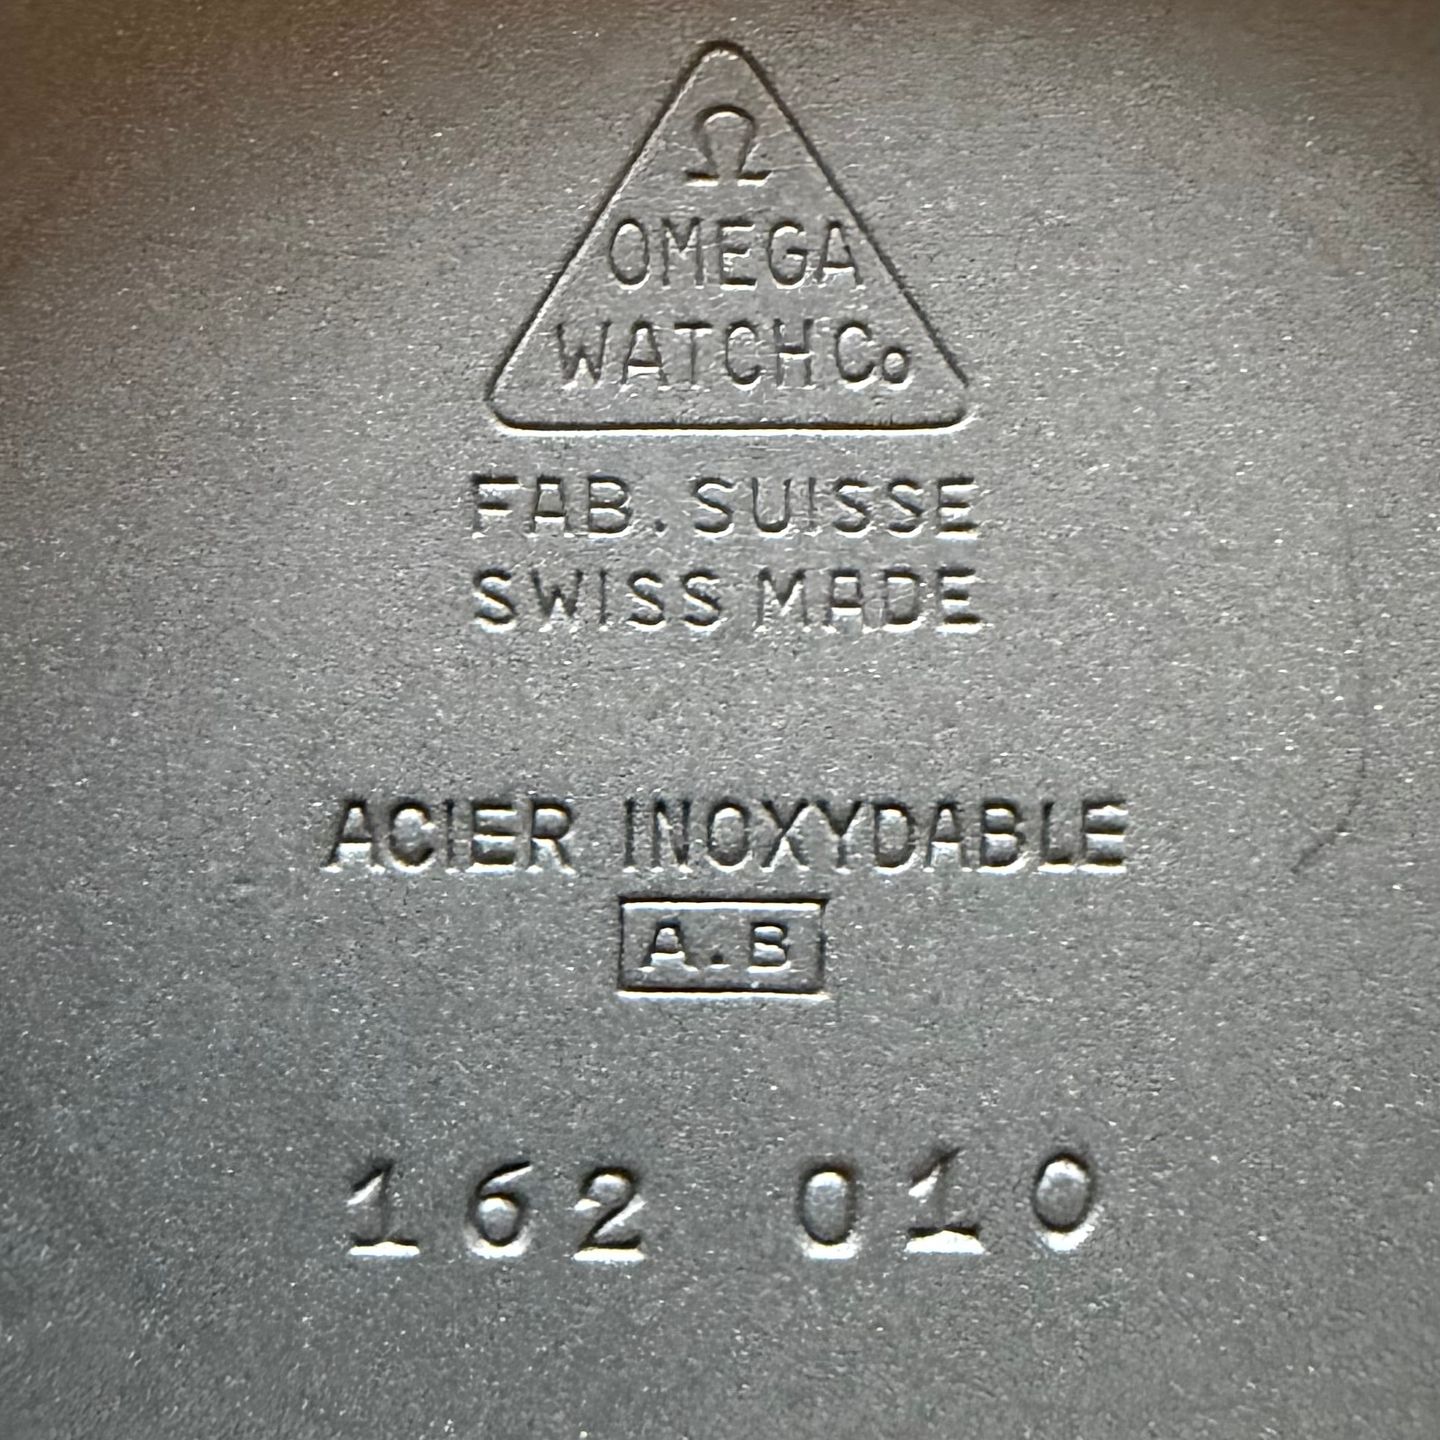 Ω
OMEGA
WATCH Co
FAB. SUISSE
SWISS MADE
ACIER INOXYDABLE
A.B
162 010